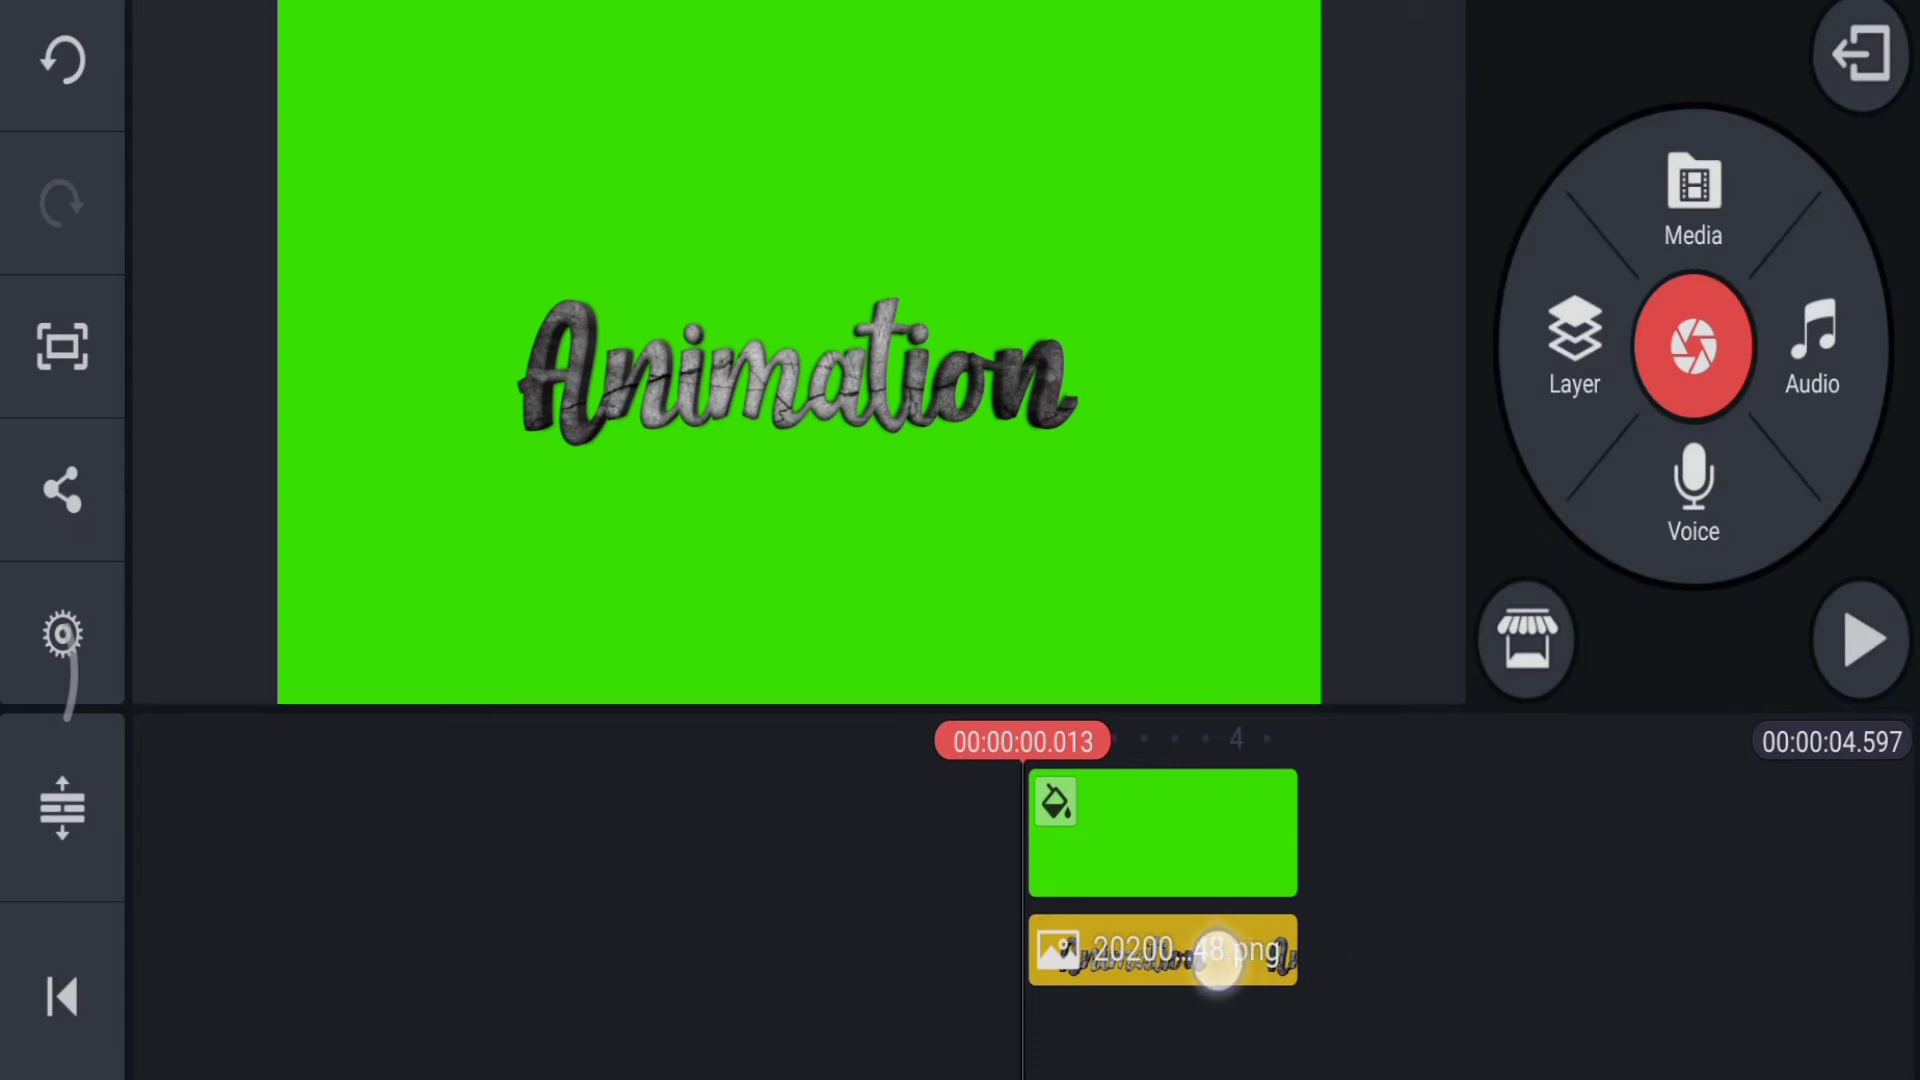 Animation
Media
Layer
Audio
Voice
00:00:00.013
4
00:00:04.597
20200...48.png